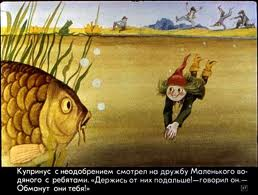 Купринус с неодобрением смотрел на дружбу Маленького во-
дяного с ребятами. «Держись от них подальше!—говорил он.—
Обманут они тебя!»